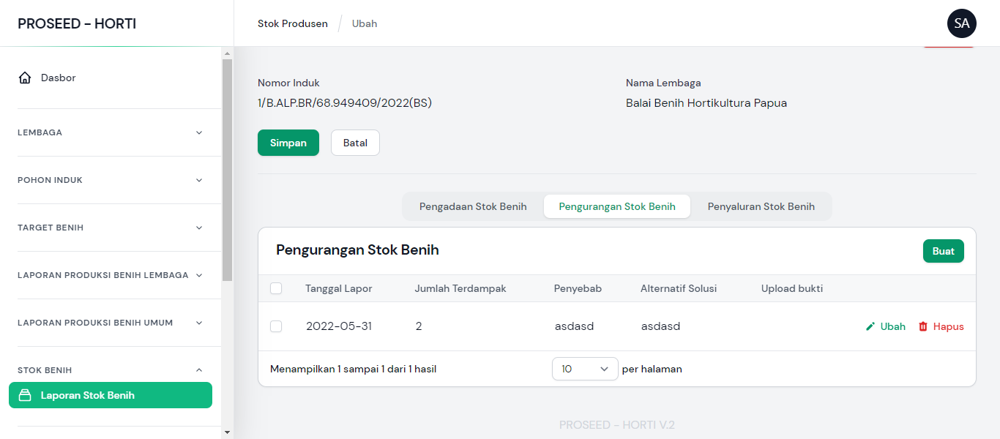 PROSEED - HORTI
Stok Produsen / Ubah
SA
Dasbor
LEMBAGA
POHON INDUK
TARGET BENIH
LAPORAN PRODUKSI BENIH LEMBAGA
LAPORAN PRODUKSI BENIH UMUM
STOK BENIH
Laporan Stok Benih
Nomor Induk
1/B.ALP.BR/68.949409/2022(BS)
Nama Lembaga
Balai Benih Hortikultura Papua
Simpan Batal
Pengadaan Stok Benih Pengurangan Stok Benih Penyaluran Stok Benih
Pengurangan Stok Benih Buat
Tanggal Lapor Jumlah Terdampak Penyebab Alternatif Solusi Upload bukti
2022-05-31 2 asdasd asdasd Ubah Hapus
Menampilkan 1 sampai 1 dari 1 hasil 10 per halaman
PROSEED - HORTI V.2